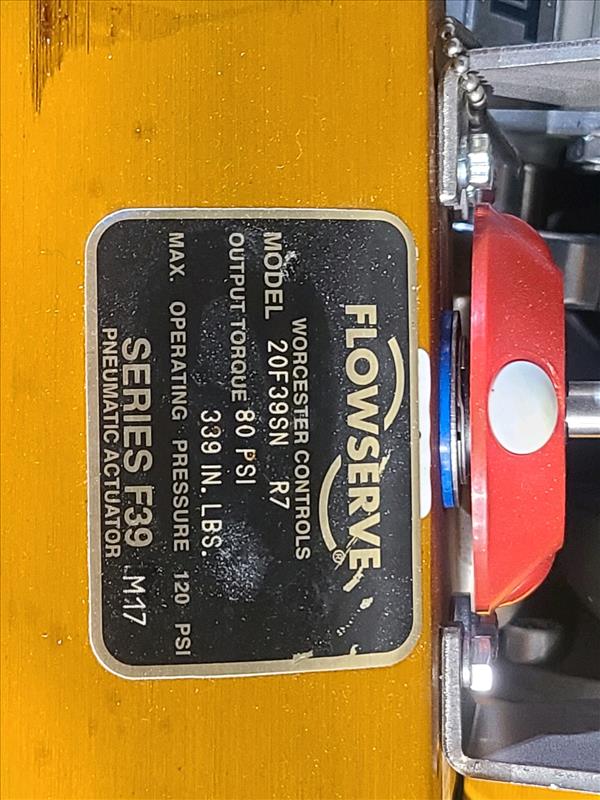 FLOWSERVE®
WORCESTER CONTROLS
MODEL 20F39SN R7
OUTPUT TORQUE 80 PSI
339 IN. LBS.
MAX. OPERATING PRESSURE 120 PSI
SERIES F39 M17
PNEUMATIC ACTUATOR